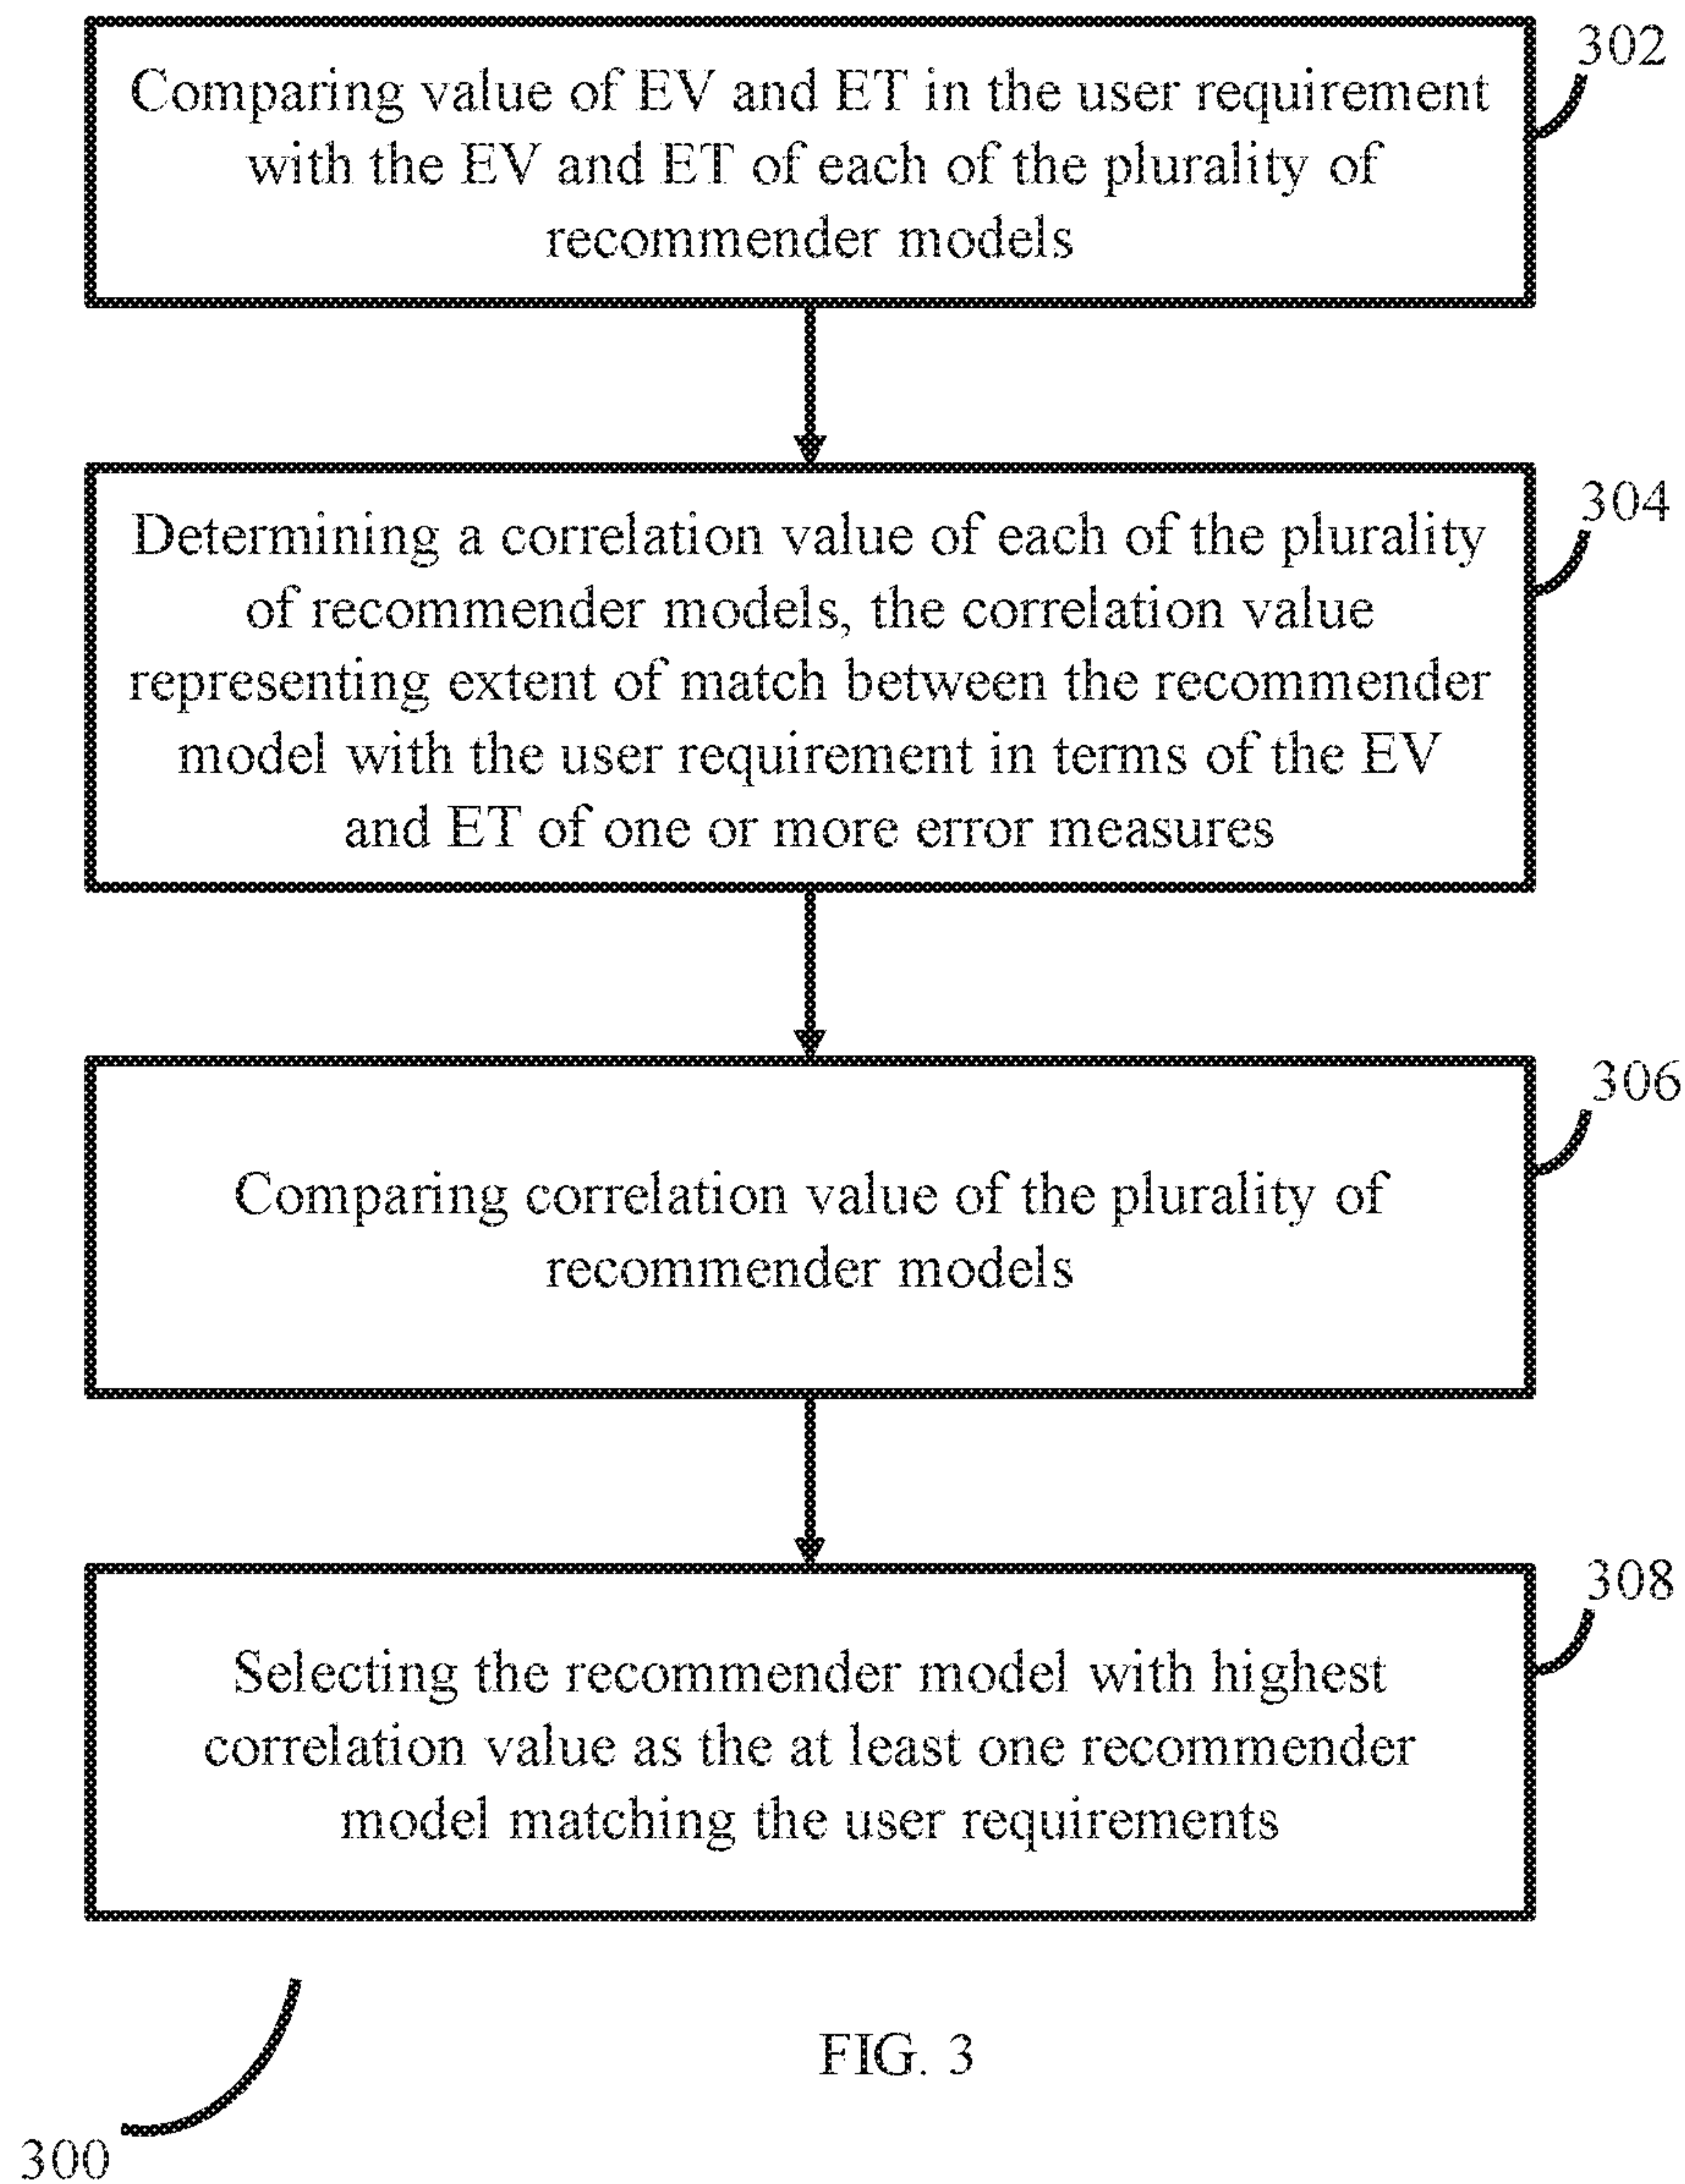 302
Comparing value of EV and ET in the user requirement
with the EV and ET of each of the plurality of
recommender models
304
Determining a correlation value of each of the plurality
of recommender models, the correlation value
representing extent of match between the recommender
model with the user requirement in terms of the EV
and ET of one or more error measures
306
Comparing correlation value of the plurality of
recommender models
308
Selecting the recommender model with highest
correlation value as the at least one recommender
model matching the user requirements
FIG. 3
300